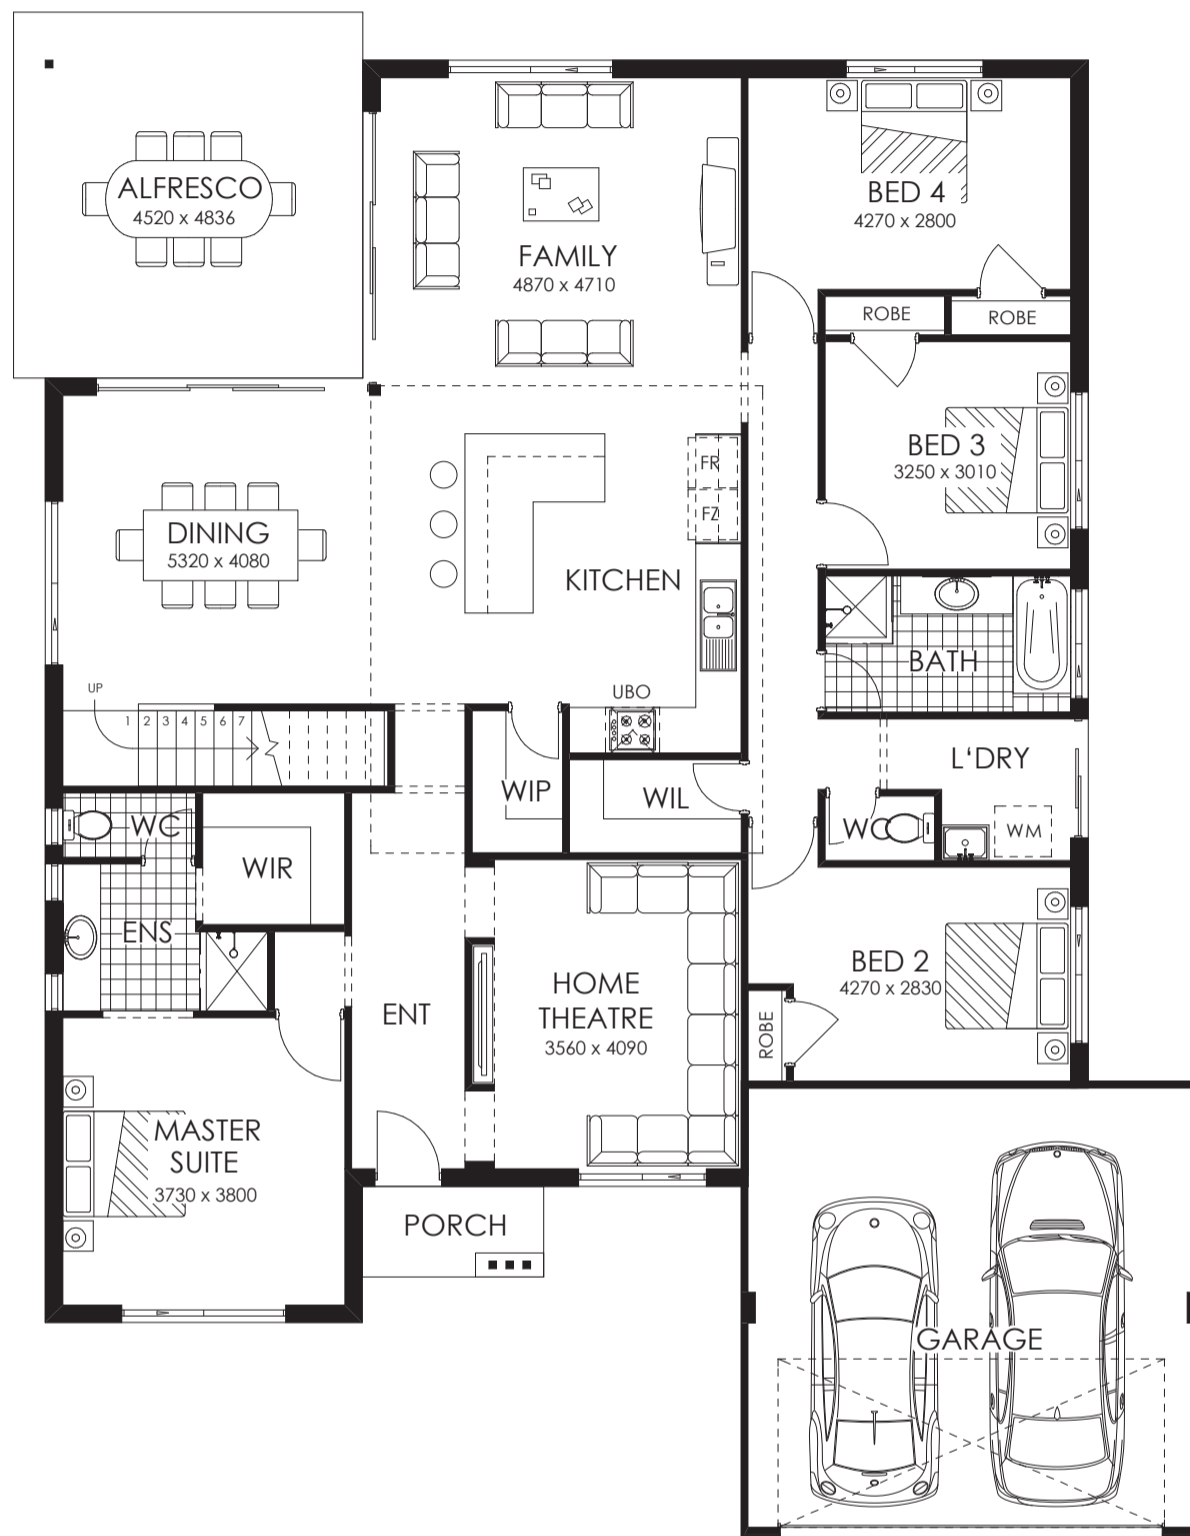 ALFRESCO
4520 x 4836
FAMILY
4870 x 4710
BED 4
4270 x 2800
ROBE
ROBE
BED 3
3250 x 3010
FR
FZ
DINING
5320 x 4080
KITCHEN
BATH
UP
1 2 3 4 5 6 7
UBO
WIP
WIL
L'DRY
WC
WM
WC
WIR
ENS
ENT
HOME
THEATRE
3560 x 4090
BED 2
4270 x 2830
ROBE
MASTER
SUITE
3730 x 3800
PORCH
GARAGE